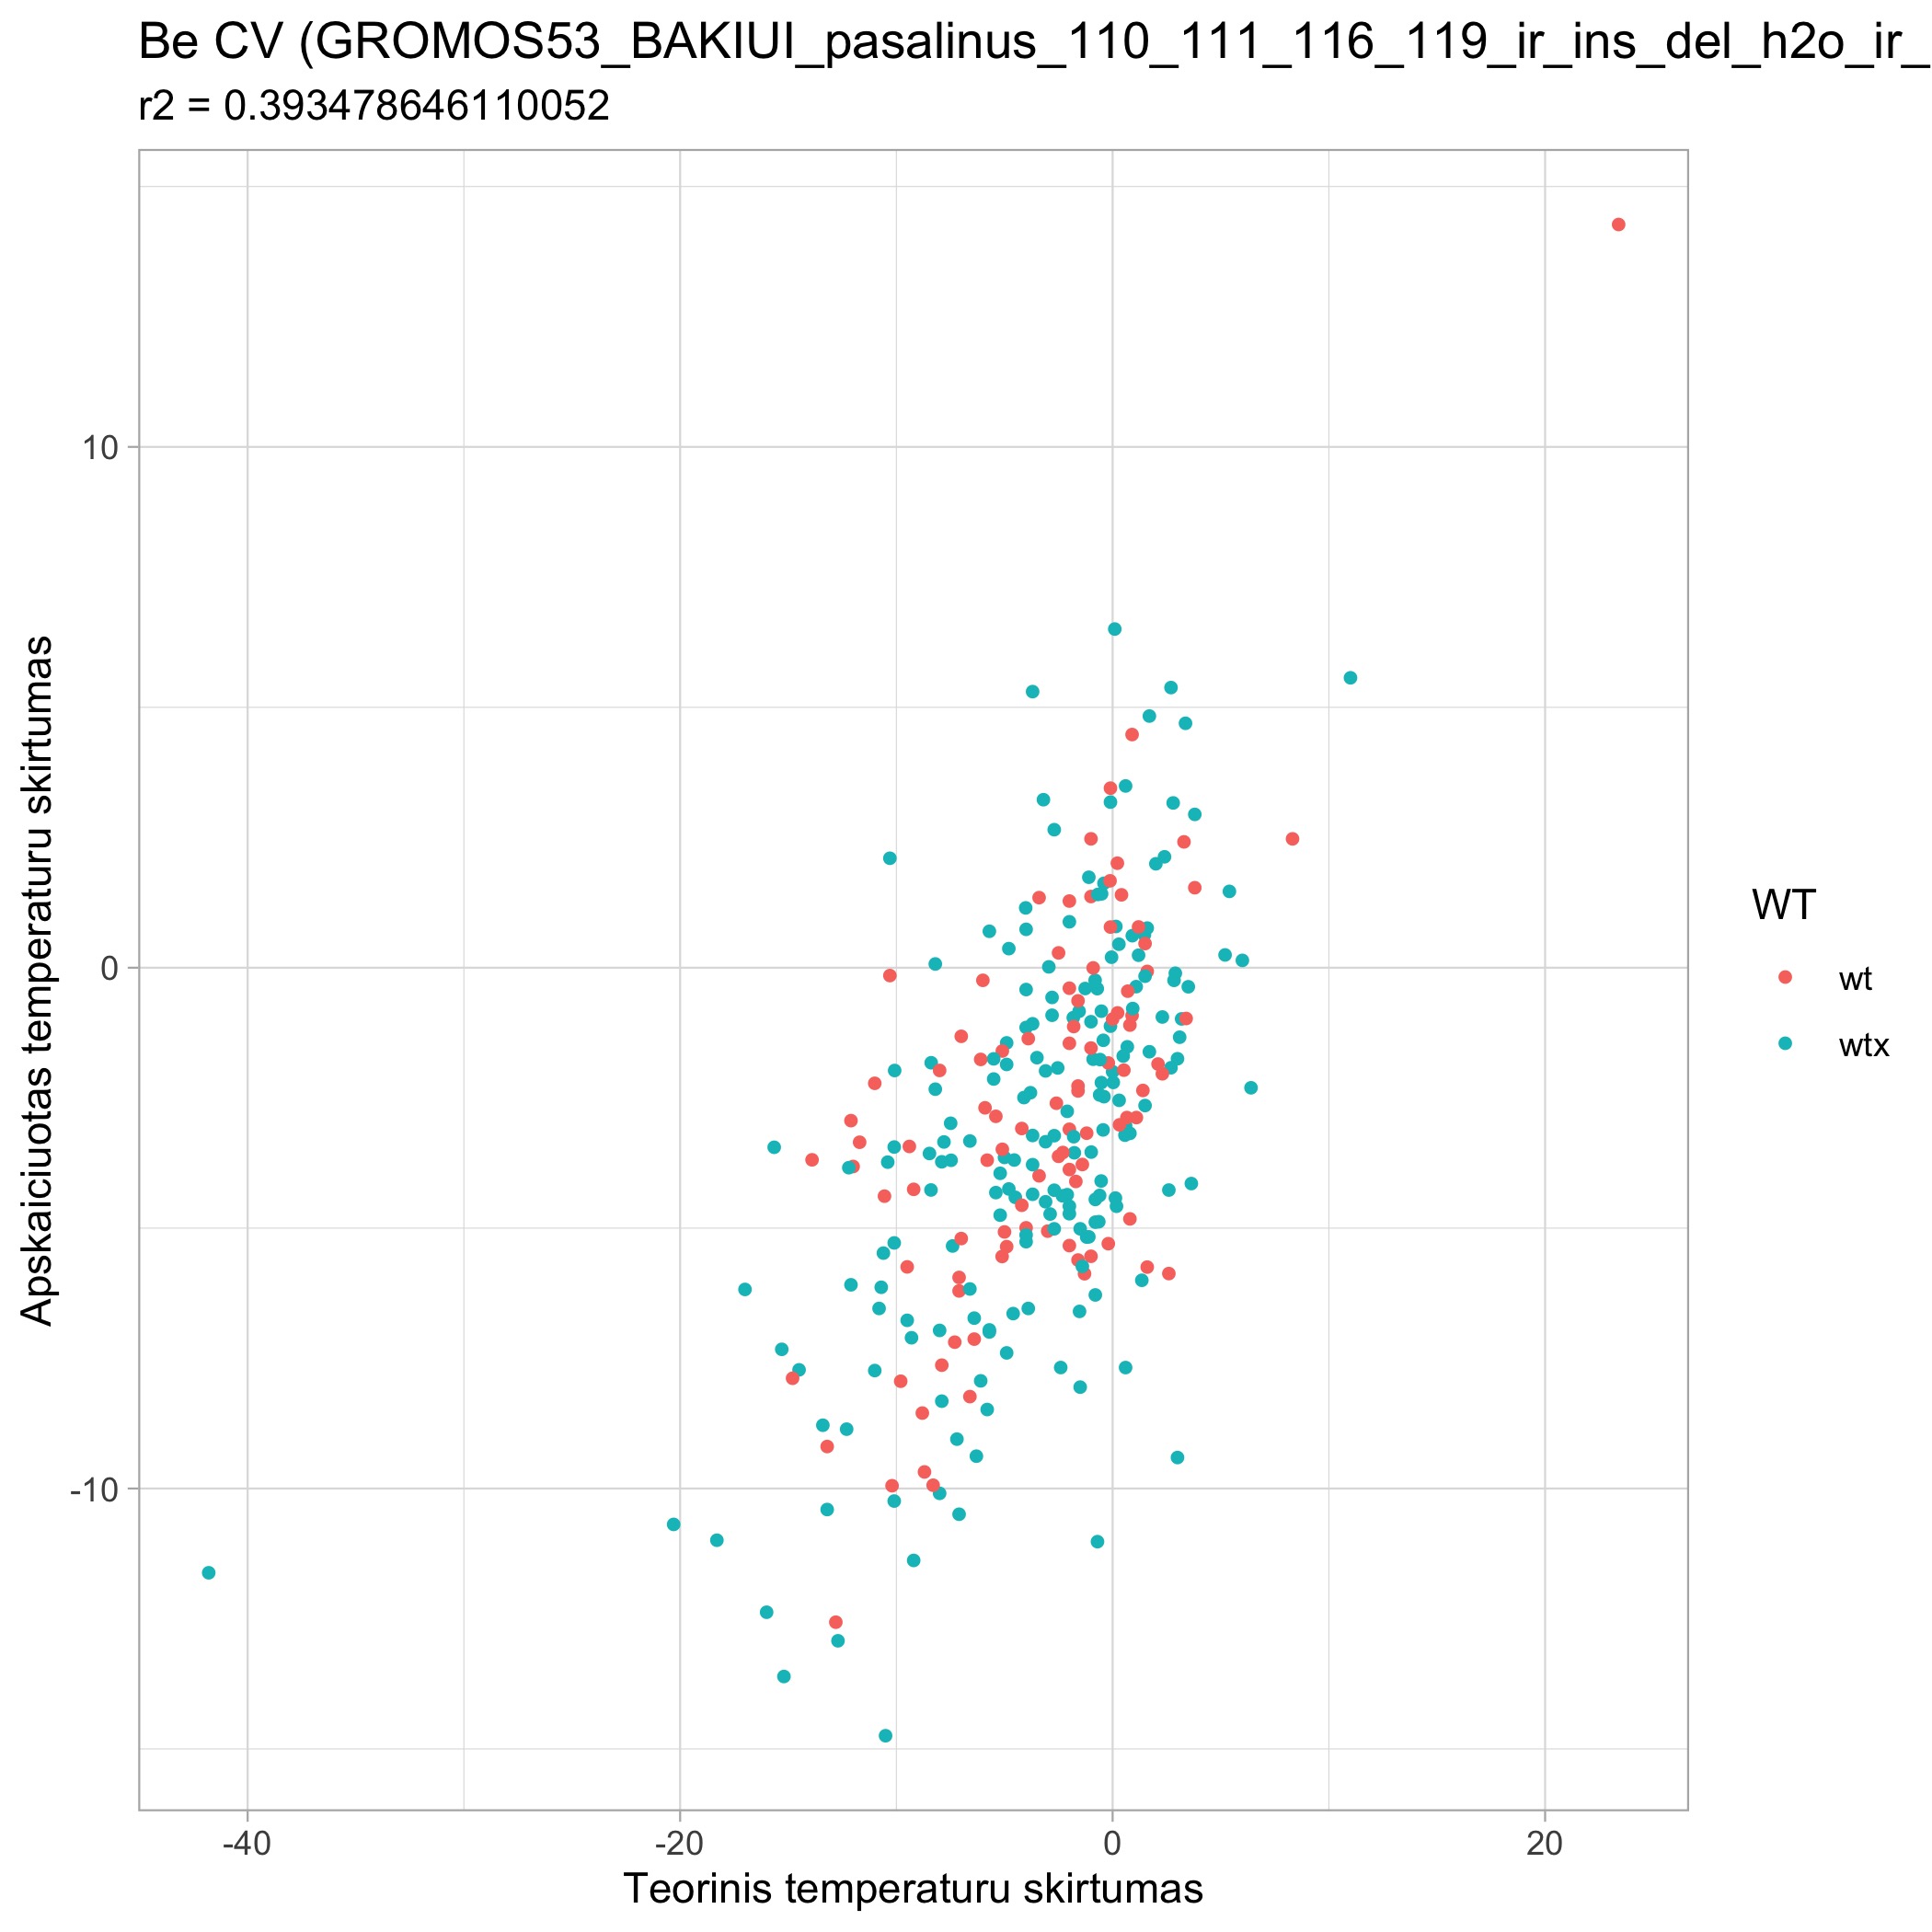 Be CV (GROMOS53_BAKIUI_pasalinus_110_111_116_119_ir_ins_del_h2o_ir_
r2 = 0.393478646110052
Apskaiciuotas temperaturu skirtumas
10
0
-10
-40
-20
0
20
Teorinis temperaturu skirtumas
WT
wt
wtx